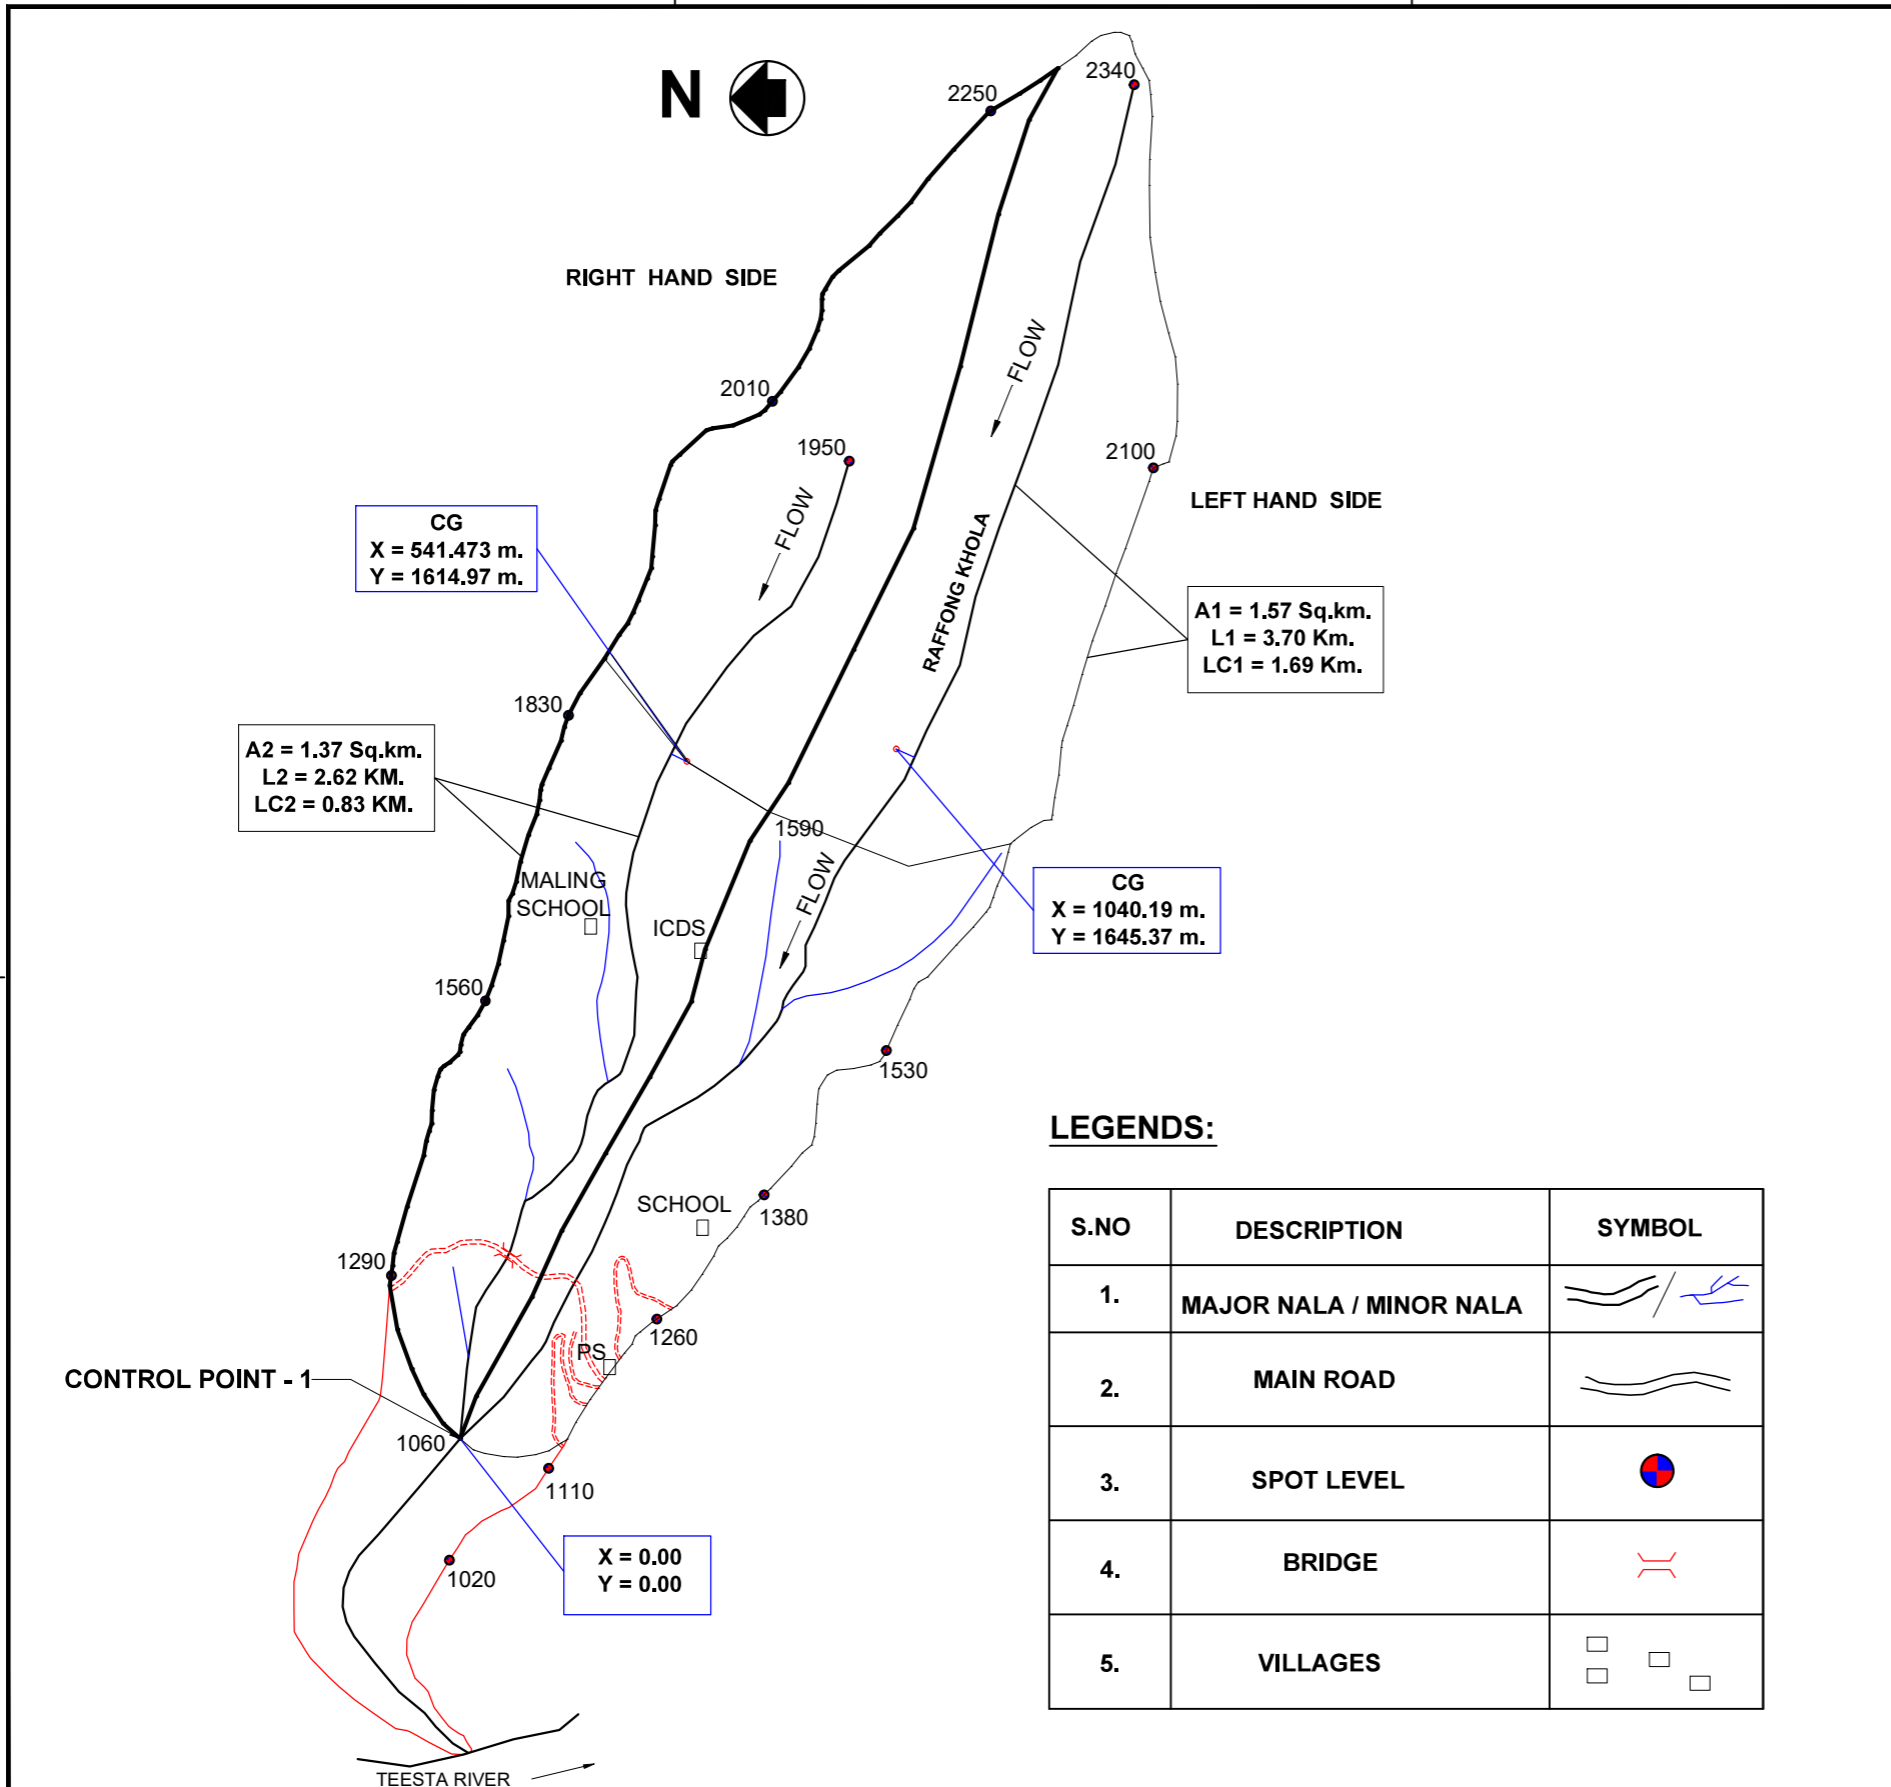 N
2340
2250
RIGHT HAND SIDE
FLOW
2010
1950
2100
LEFT HAND SIDE
CG
X = 541.473 m.
Y = 1614.97 m.
FLOW
RAFFONG KHOLA
A1 = 1.57 Sq.km.
L1 = 3.70 Km.
LC1 = 1.69 Km.
1830
A2 = 1.37 Sq.km.
L2 = 2.62 KM.
LC2 = 0.83 KM.
1590
FLOW
MALING
SCHOOL
ICDS
CG
X = 1040.19 m.
Y = 1645.37 m.
1560
1530
SCHOOL
1380
1290
1260
PS
CONTROL POINT - 1
1060
1110
X = 0.00
Y = 0.00
1020
TEESTA RIVER
LEGENDS:
S.NO DESCRIPTION SYMBOL
1. MAJOR NALA / MINOR NALA
2. MAIN ROAD
3. SPOT LEVEL
4. BRIDGE
5. VILLAGES